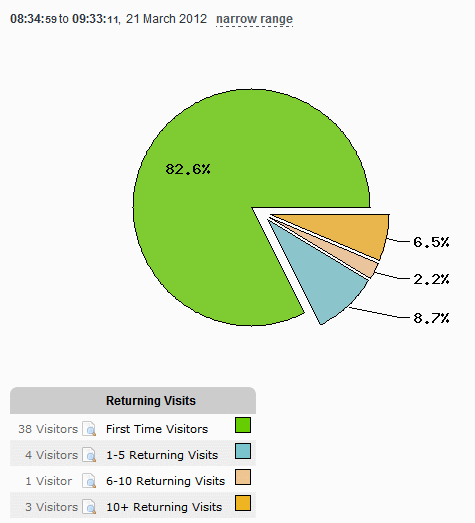 08:34:59 to 09:33:11, 21 March 2012 narrow range
82.6%
6.5%
2.2%
8.7%
Returning Visits
38 Visitors First Time Visitors
4 Visitors 1-5 Returning Visits
1 Visitor 6-10 Returning Visits
3 Visitors 10+ Returning Visits